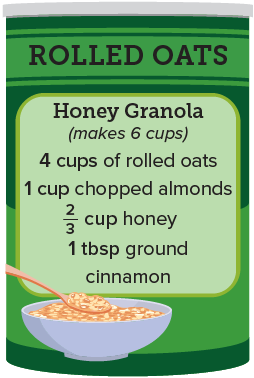 ROLLED OATS
Honey Granola
(makes 6 cups)
4 cups of rolled oats
1 cup chopped almonds
2/3 cup honey
1 tbsp ground
cinnamon